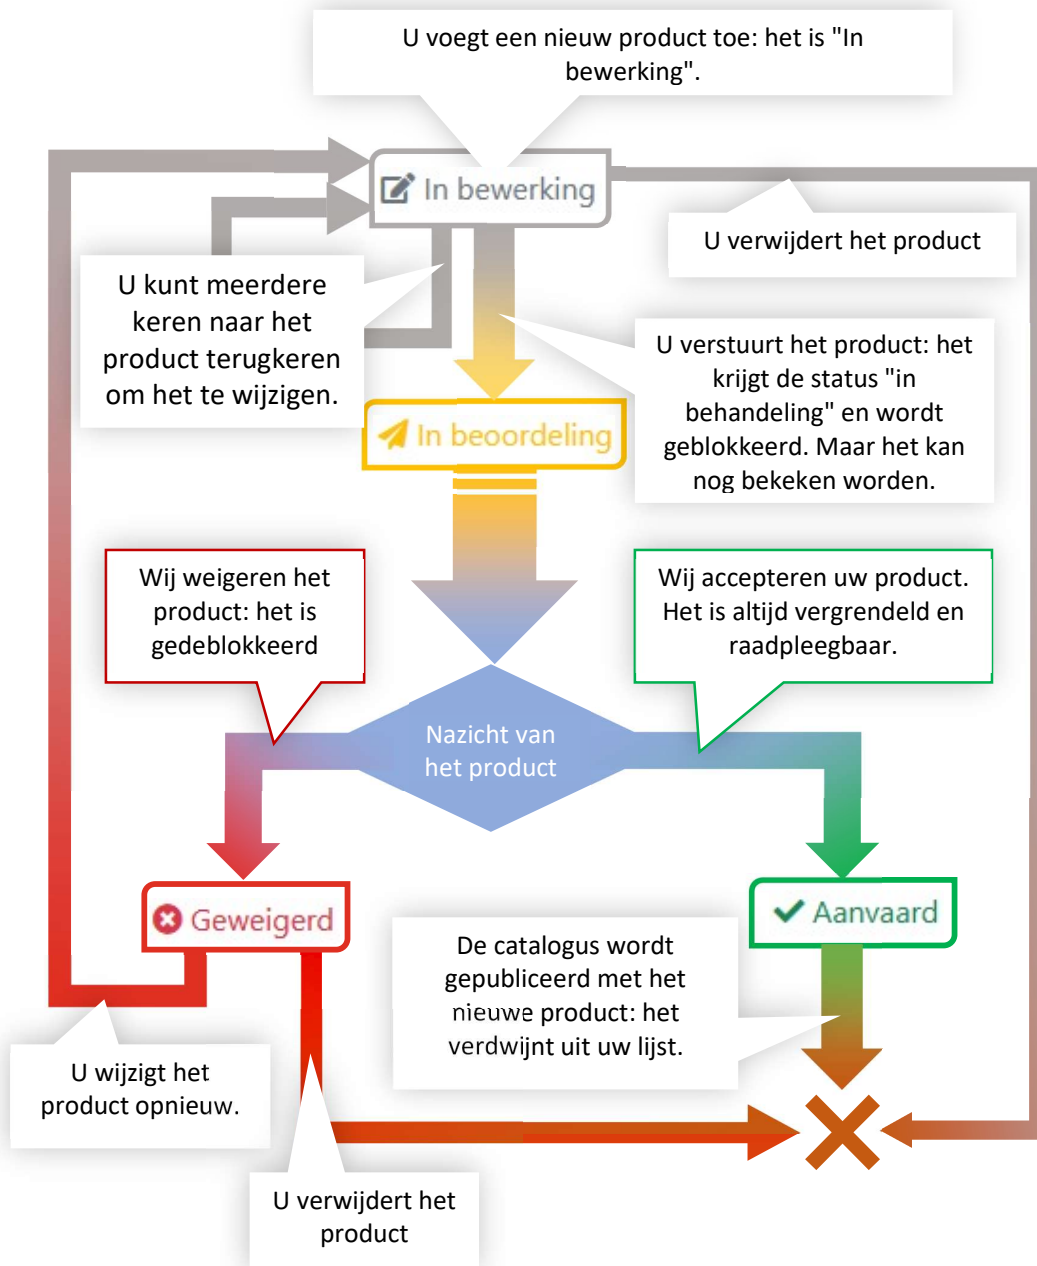 U voegt een nieuw product toe: het is "In
bewerking".
In bewerking
U verwijdert het product
U kunt meerdere
keren naar het
product terugkeren
om het te wijzigen.
U verstuurt het product: het
krijgt de status "in
behandeling" en wordt
geblokkeerd. Maar het kan
nog bekeken worden.
In beoordeling
Wij weigeren het
product: het is
gedeblokkeerd
Wij accepteren uw product.
Het is altijd vergrendeld en
raadpleegbaar.
Nazicht van
het product
Geweigerd
Aanvaard
De catalogus wordt
gepubliceerd met het
nieuwe product: het
verdwijnt uit uw lijst.
U wijzigt het
product opnieuw.
U verwijdert het
product